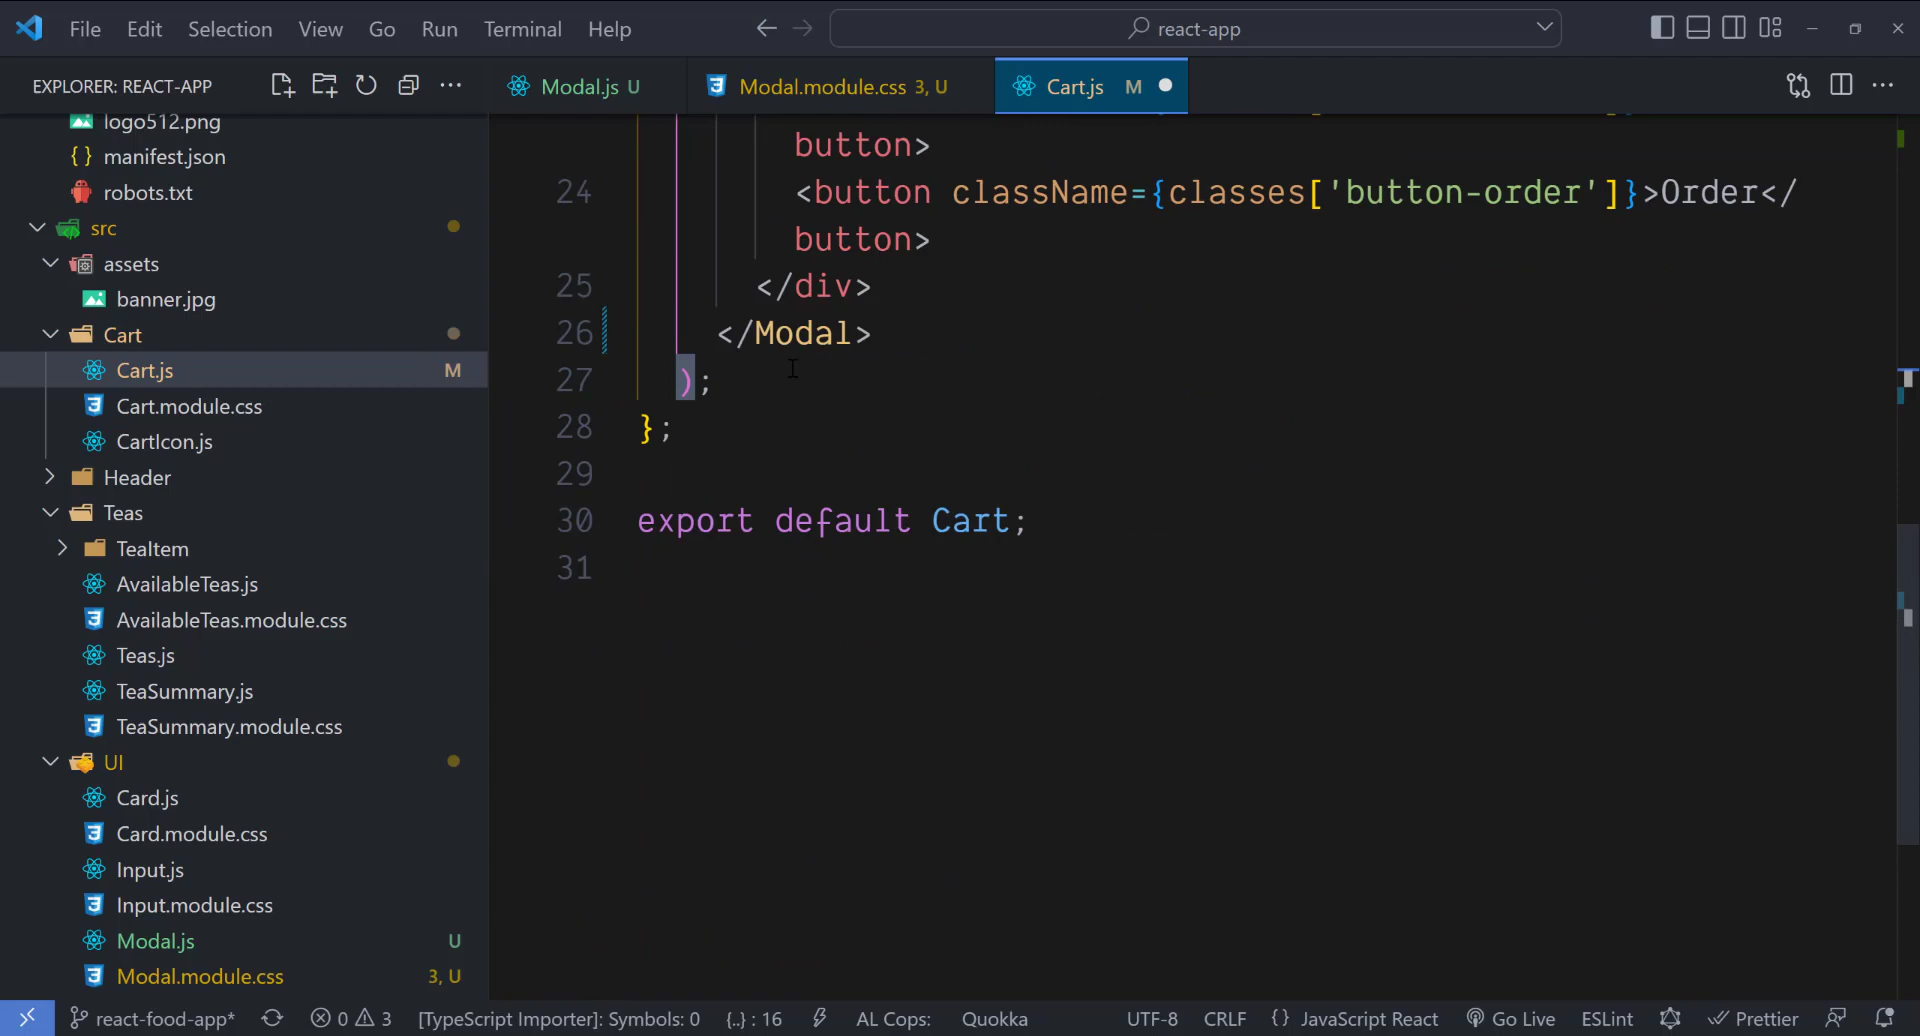 File Edit Selection View Go Run Terminal Help react-app
EXPLORER: REACT-APP
Modal.js U
Modal.module.css 3, U
Cart.js M
logo512.png
{ } manifest.json
robots.txt
src
assets
banner.jpg
Cart
Cart.js M
Cart.module.css
CartIcon.js
Header
Teas
TeaItem
AvailableTeas.js
AvailableTeas.module.css
Teas.js
TeaSummary.js
TeaSummary.module.css
UI
Card.js
Card.module.css
Input.js
Input.module.css
Modal.js U
Modal.module.css 3, U
button>
24 <button className={classes['button-order']}>Order</
button>
25 </div>
26 </Modal>
27 );
28 };
29
30 export default Cart;
31
react-food-app* 0 3 [TypeScript Importer]: Symbols: 0 {..} : 16 AL Cops: Quokka UTF-8 CRLF {} JavaScript React Go Live ESLint Prettier